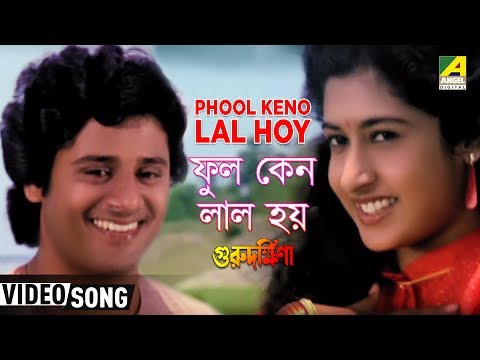 ANGEL
DIGITAL
PHOOL KENO
LAL HOY
ফুল কেন
লাল হয়
গুরুদক্ষিণা
VIDEO SONG